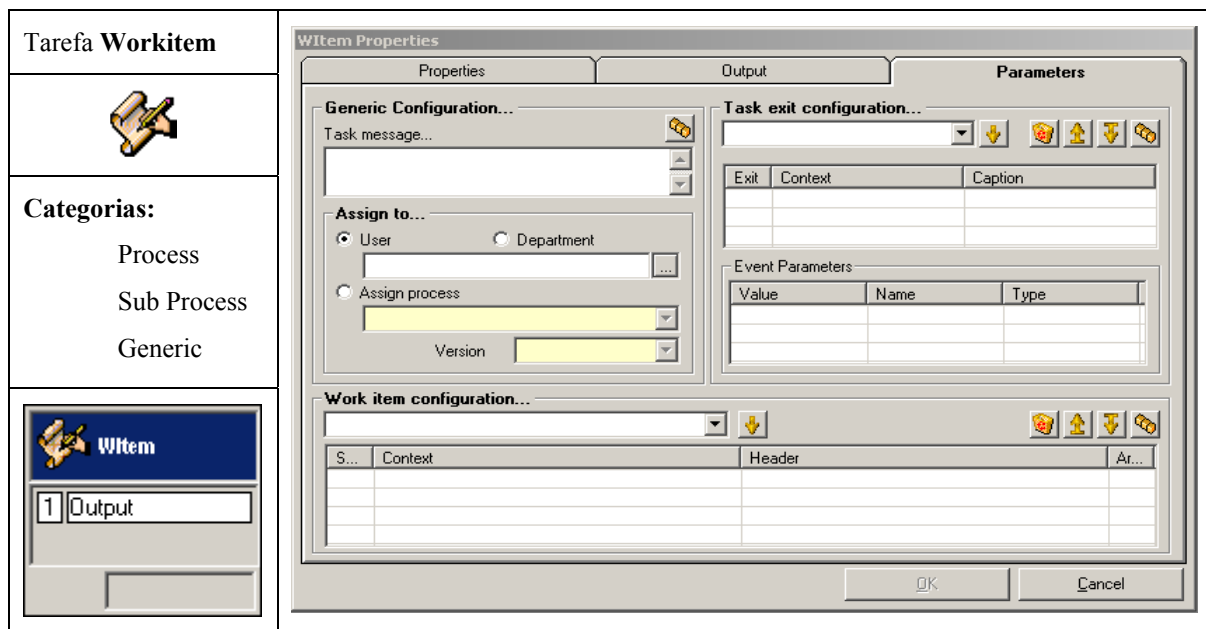 Tarefa Workitem
Categorias:
Process
Sub Process
Generic
WItem
1 Output
WItem Properties
Properties Output Parameters
Generic Configuration...
Task message...
Assign to...
User Department
...
Assign process
Version
Task exit configuration...
Exit Context Caption
Event Parameters
Value Name Type
Work item configuration...
S... Context Header Ar...
OK Cancel